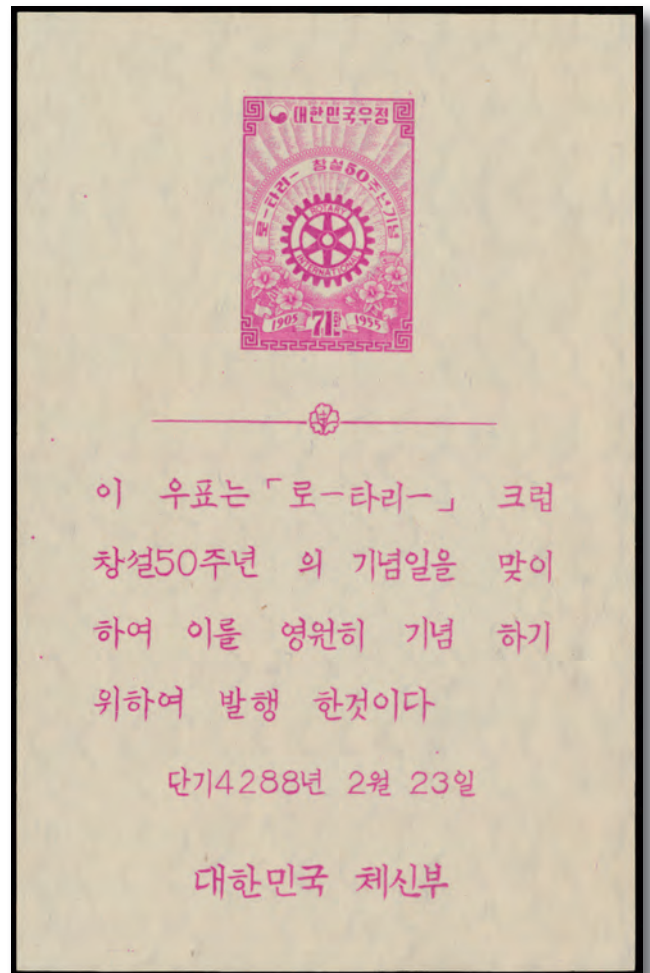 대한민국우정
로-타리- 창설50주년기념
ROTARY
INTERNATIONAL
1905 71환 1955
이 우표는「로-타리-」 크럽
창설50주년 의 기념일을 맞이
하여 이를 영원히 기념 하기
위하여 발행 한것이다
단기4288년 2월 23일
대한민국 체신부